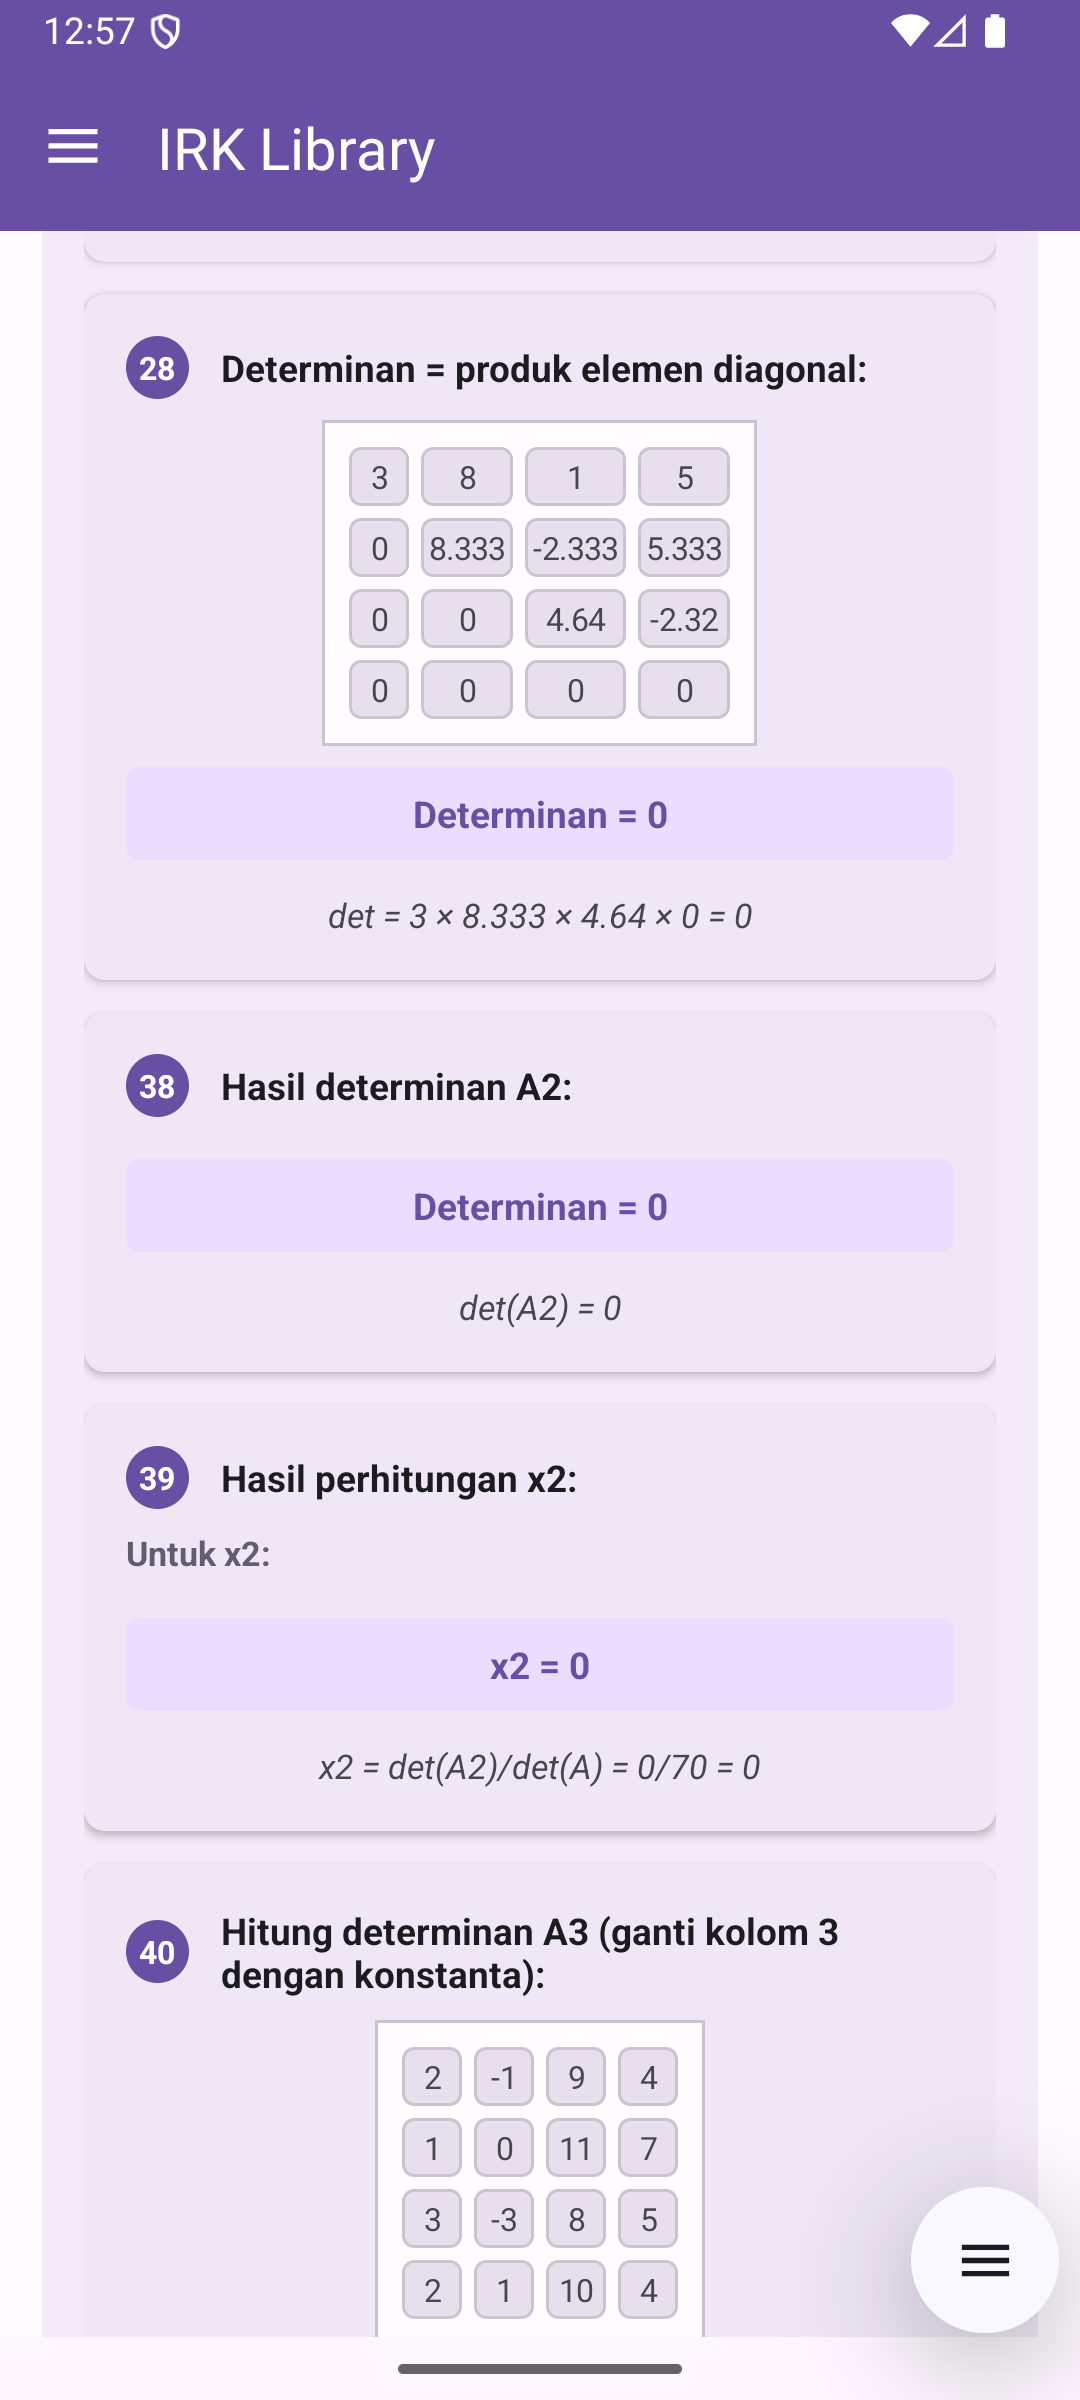 12:57
IRK Library
28 Determinan = produk elemen diagonal:
3 8 1 5
0 8.333 -2.333 5.333
0 0 4.64 -2.32
0 0 0 0
Determinan = 0
det = 3 × 8.333 × 4.64 × 0 = 0
38 Hasil determinan A2:
Determinan = 0
det(A2) = 0
39 Hasil perhitungan x2:
Untuk x2:
x2 = 0
x2 = det(A2)/det(A) = 0/70 = 0
40 Hitung determinan A3 (ganti kolom 3
dengan konstanta):
2 -1 9 4
1 0 11 7
3 -3 8 5
2 1 10 4